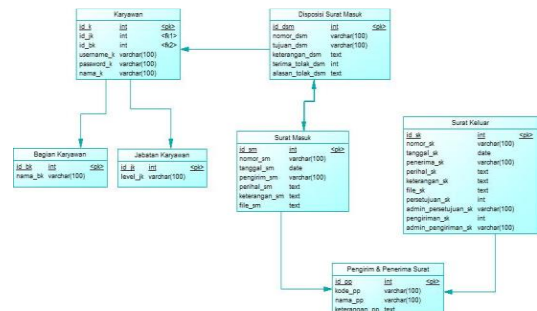 Karyawan
id_k int <pk>
id_jk int <fk1>
id_bk int <fk2>
username_k varchar(100)
password_k varchar(100)
nama_k varchar(100)
Disposisi Surat Masuk
id_dsm int <pk>
nomor_dsm varchar(100)
tujuan_dsm varchar(100)
keterangan_dsm text
terima_tolak_dsm int
alasan_tolak_dsm text
Bagian Karyawan
id_bk int <pk>
nama_bk varchar(100)
Jabatan Karyawan
id_jk int <pk>
level_jk varchar(100)
Surat Masuk
id_sm int <pk>
nomor_sm varchar(100)
tanggal_sm date
pengirim_sm varchar(100)
perihal_sm text
keterangan_sm text
file_sm text
Surat Keluar
id_sk int <pk>
nomor_sk varchar(100)
tanggal_sk date
penerima_sk varchar(100)
perihal_sk text
keterangan_sk text
file_sk text
persetujuan_sk int
admin_persetujuan_sk varchar(100)
pengiriman_sk int
admin_pengiriman_sk varchar(100)
Pengirim & Penerima Surat
id_pp int <pk>
kode_pp varchar(100)
nama_pp varchar(100)
keterangan_pp text